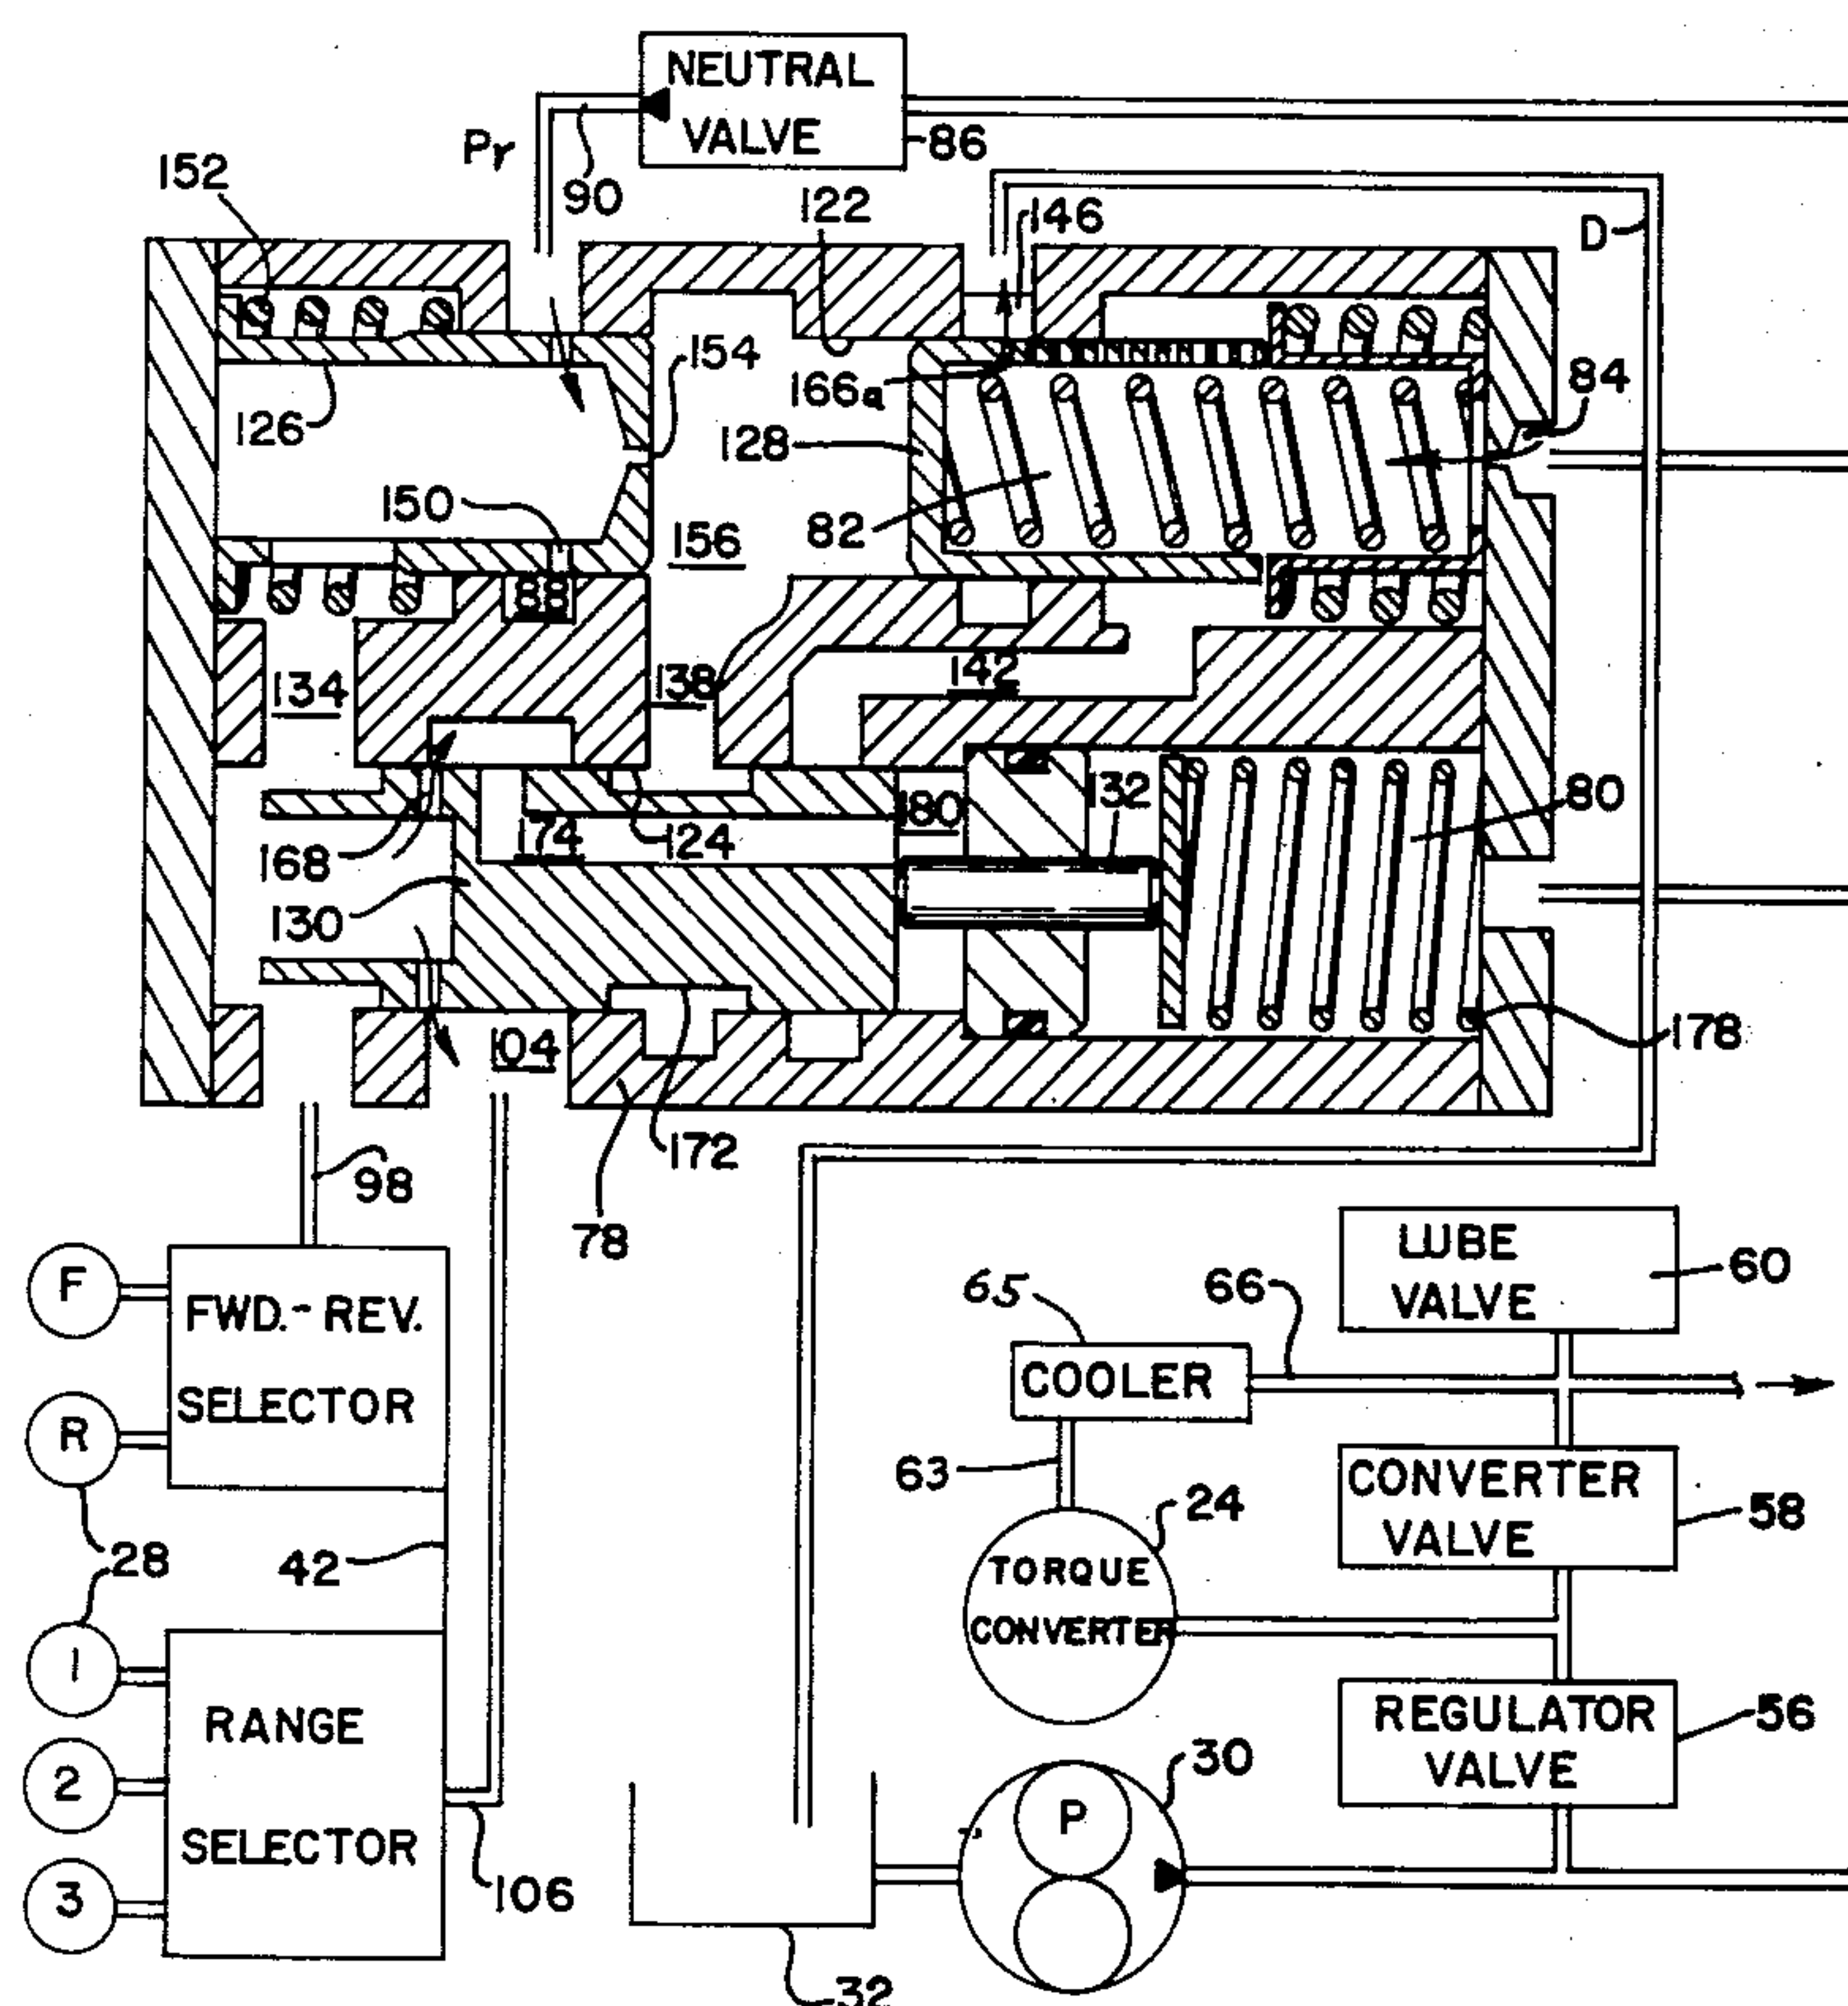 NEUTRAL
VALVE
86
Pr
90
152
122
146
D
154
166a
84
126
128
150
82
156
88
134
138
142
132
80
180
174
124
168
130
104
178
172
98
78
F
FWD.-REV.
SELECTOR
R
28
42
1
RANGE
2
SELECTOR
3
106
LUBE
VALVE
60
65
66
COOLER
63
CONVERTER
VALVE
58
24
TORQUE
CONVERTER
REGULATOR
VALVE
56
30
P
32